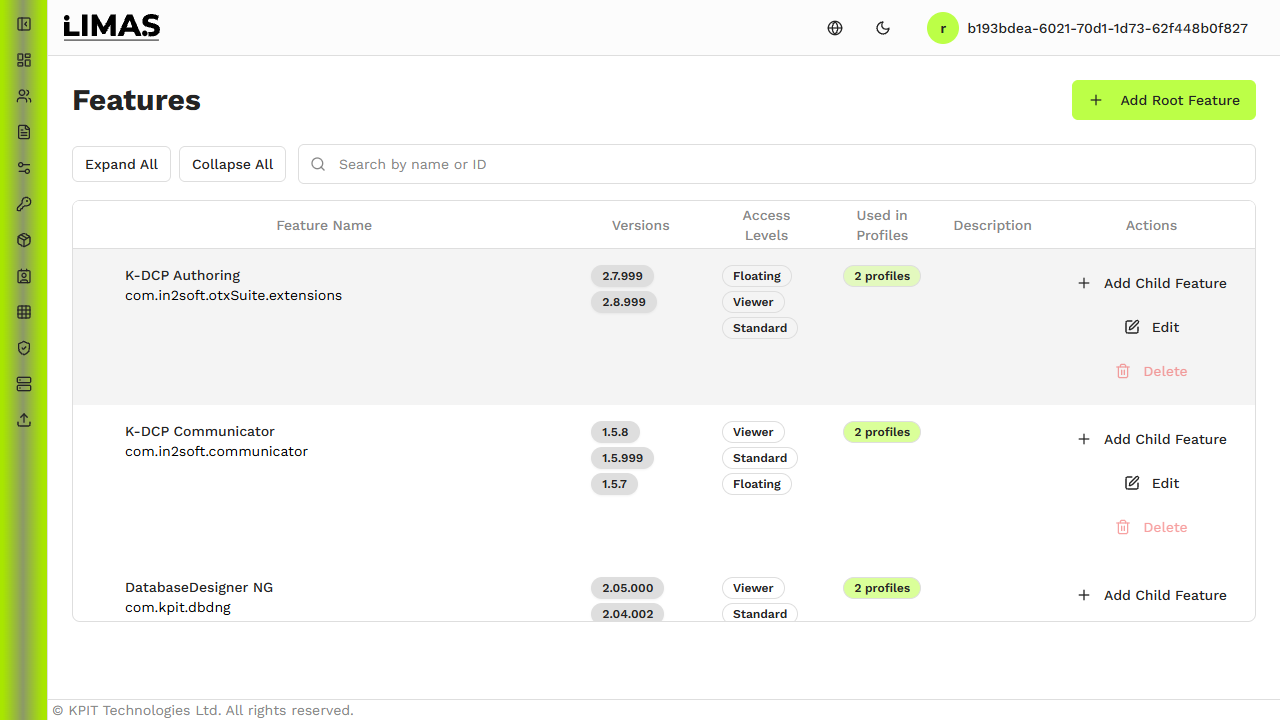 LIMAS
r
b193bdea-6021-70d1-1d73-62f448b0f827
Features
Add Root Feature
Expand All
Collapse All
Search by name or ID
Feature Name
Versions
Access
Levels
Used in
Profiles
Description
Actions
K-DCP Authoring
com.in2soft.otxSuite.extensions
2.7.999
2.8.999
Floating
Viewer
Standard
2 profiles
Add Child Feature
Edit
Delete
K-DCP Communicator
com.in2soft.communicator
1.5.8
1.5.999
1.5.7
Viewer
Standard
Floating
2 profiles
Add Child Feature
Edit
Delete
DatabaseDesigner NG
com.kpit.dbdng
2.05.000
2.04.002
Viewer
Standard
2 profiles
Add Child Feature
© KPIT Technologies Ltd. All rights reserved.